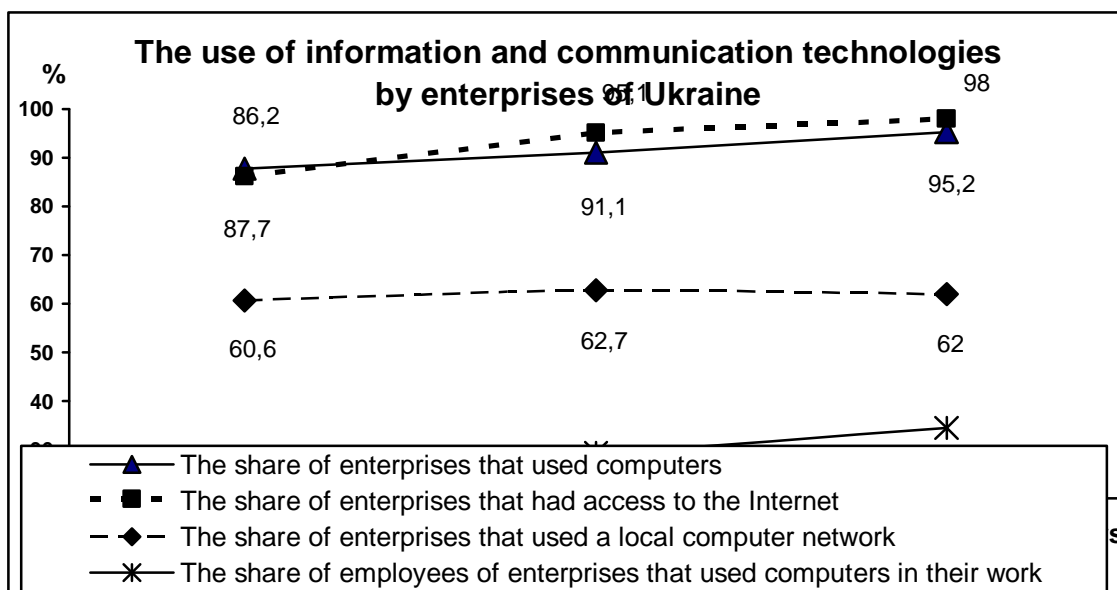 The use of information and communication technologies
by enterprises of Ukraine
%
100
90
80
70
60
50
40
86,2
95,1
98
87,7
91,1
95,2
60,6
62,7
62
The share of enterprises that used computers
The share of enterprises that had access to the Internet
The share of enterprises that used a local computer network
The share of employees of enterprises that used computers in their work